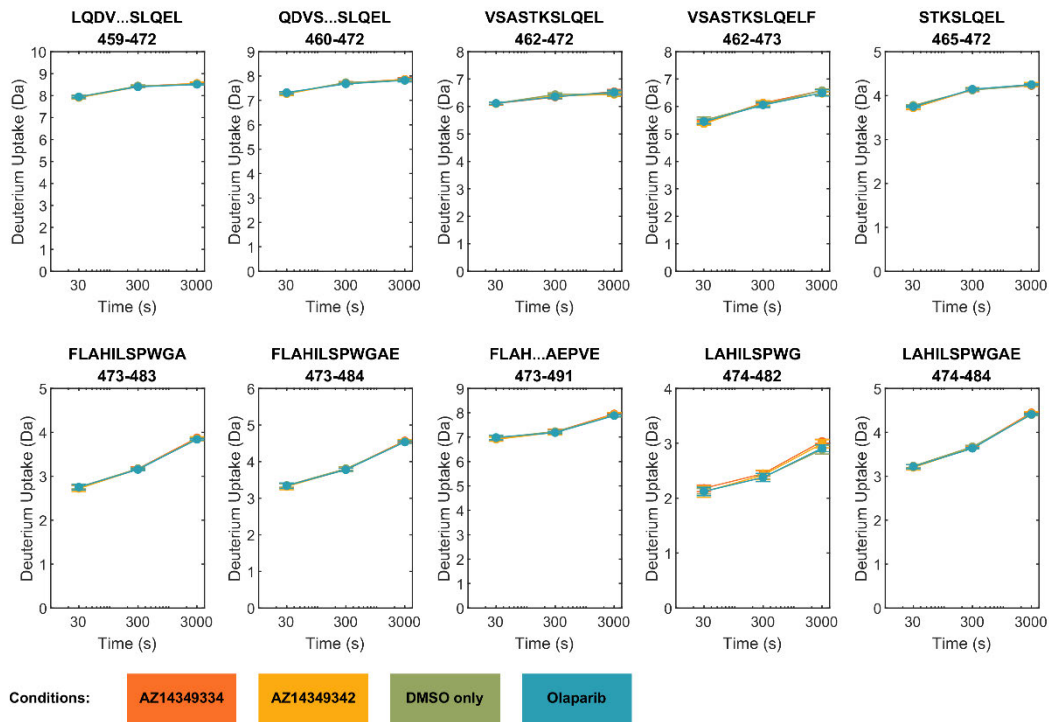 LQDV...SLQEL
459-472
Deuterium Uptake (Da)
10
9
8
7
6
5
4
3
2
1
0
30 300 3000
Time (s)
QDVS...SLQEL
460-472
Deuterium Uptake (Da)
9
8
7
6
5
4
3
2
1
0
30 300 3000
Time (s)
VSASTKSLQEL
462-472
Deuterium Uptake (Da)
8
7
6
5
4
3
2
1
0
30 300 3000
Time (s)
VSASTKSLQELF
462-473
Deuterium Uptake (Da)
8
7
6
5
4
3
2
1
0
30 300 3000
Time (s)
STKSLQEL
465-472
Deuterium Uptake (Da)
5
4
3
2
1
0
30 300 3000
Time (s)
FLAHILSPWGA
473-483
Deuterium Uptake (Da)
5
4
3
2
1
0
30 300 3000
Time (s)
FLAHILSPWGAE
473-484
Deuterium Uptake (Da)
6
5
4
3
2
1
0
30 300 3000
Time (s)
FLAH...AEPVE
473-491
Deuterium Uptake (Da)
9
8
7
6
5
4
3
2
1
0
30 300 3000
Time (s)
LAHILSPWG
474-482
Deuterium Uptake (Da)
4
3
2
1
0
30 300 3000
Time (s)
LAHILSPWGAE
474-484
Deuterium Uptake (Da)
5
4
3
2
1
0
30 300 3000
Time (s)
Conditions: AZ14349334 AZ14349342 DMSO only Olaparib